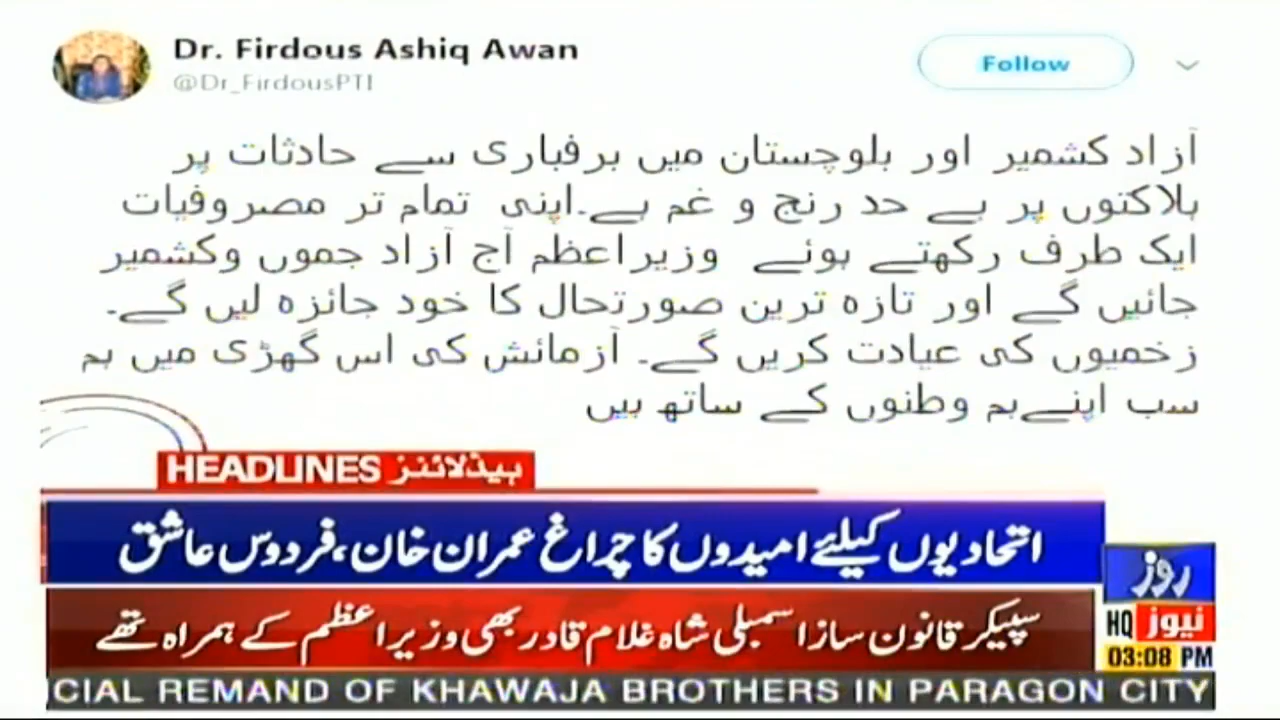 Dr. Firdous Ashiq Awan
@Dr_FirdousPTI
Follow
آزاد کشمیر اور بلوچستان میں برفباری سے حادثات پر
ہلاکتوں پر بے حد رنج و غم ہے۔اپنی تمام تر مصروفیات
ایک طرف رکھتے ہوئے وزیراعظم آج آزاد جموں وکشمیر
جائیں گے اور تازہ ترین صورتحال کا خود جائزہ لیں گے۔
زخمیوں کی عیادت کریں گے۔ آزمائش کی اس گھڑی میں ہم
سب اپنے ہم وطنوں کے ساتھ ہیں
HEADLINES ہیڈلائنز
اتحادیوں کیلئے امیدوں کا چراغ عمران خان، فردوس عاشق
سپیکر قانون ساز اسمبلی شاہ غلام قادر بھی وزیراعظم کے ہمراہ تھے
روز
HQ نیوز
03:08 PM
CIAL REMAND OF KHAWAJA BROTHERS IN PARAGON CITY